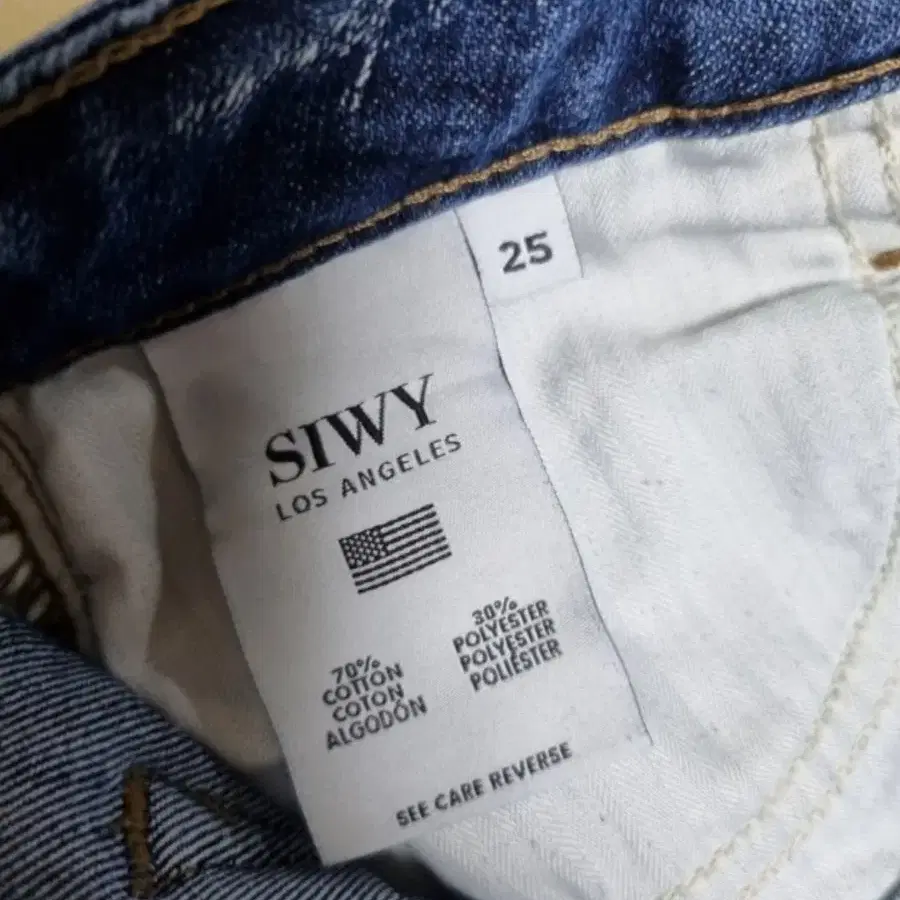 25
SIWY
LOS ANGELES
70%
COTTON
COTON
ALGODÓN
30%
POLYESTER
POLYESTER
POLIÉSTER
SEE CARE REVERSE